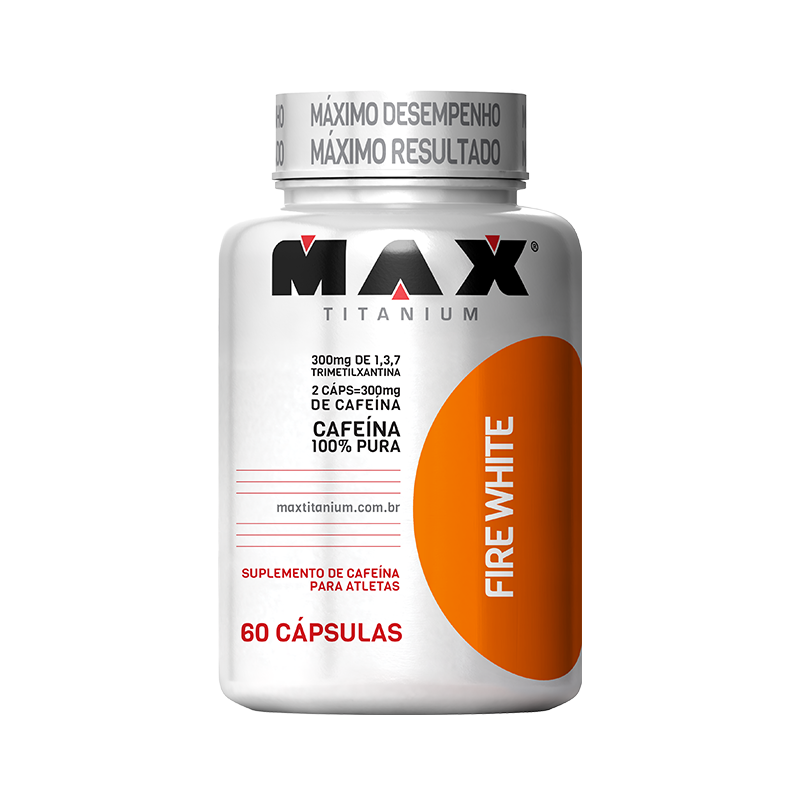 MÁXIMO DESEMPENHO
MÁXIMO RESULTADO
MAX®
TITANIUM
300mg DE 1,3,7
TRIMETILXANTINA
2 CÁPS=300mg
DE CAFEÍNA
CAFEÍNA
100% PURA
maxtitanium.com.br
SUPLEMENTO DE CAFEÍNA
PARA ATLETAS
60 CÁPSULAS
FIRE WHITE